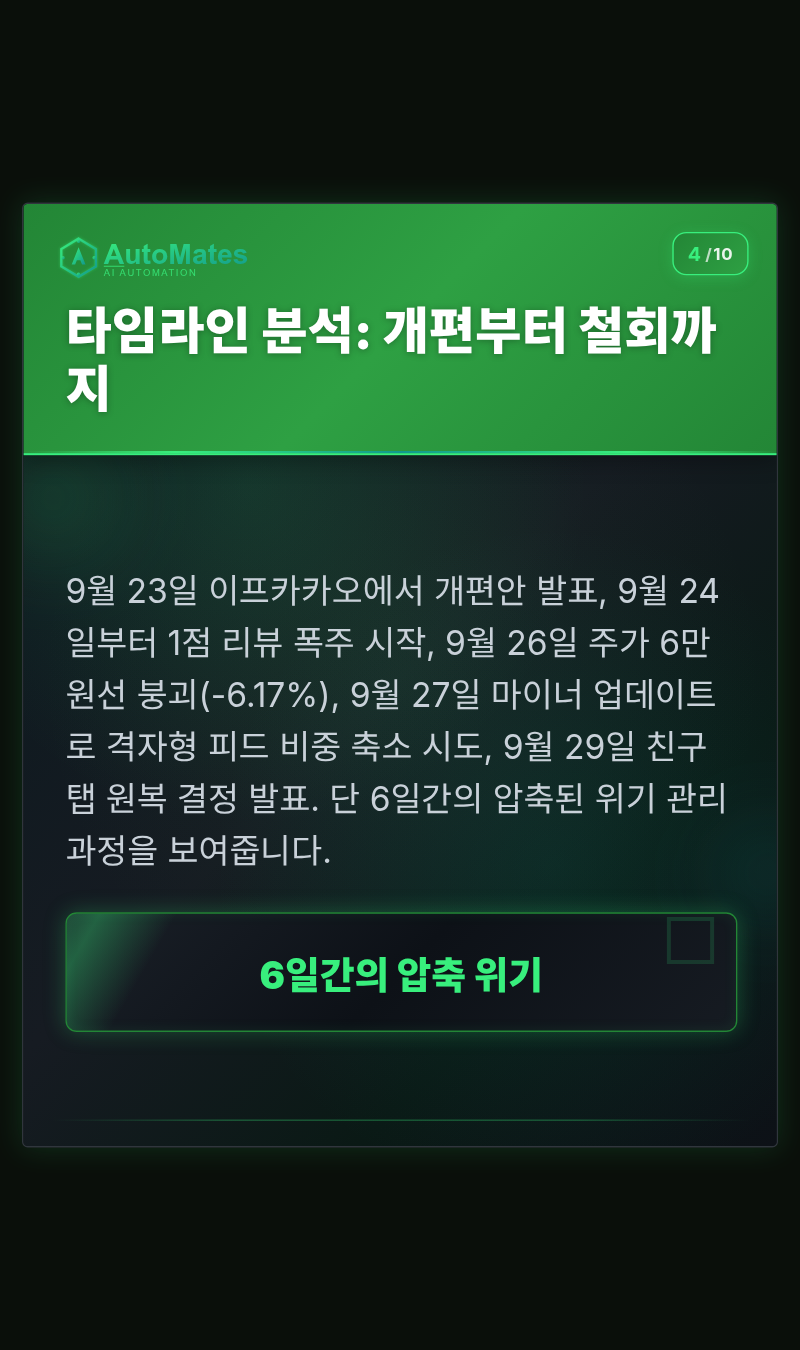 AutoMates
AI AUTOMATION
4 / 10
타임라인 분석: 개편부터 철회까
지
9월 23일 이프카카오에서 개편안 발표, 9월 24
일부터 1점 리뷰 폭주 시작, 9월 26일 주가 6만
원선 붕괴(-6.17%), 9월 27일 마이너 업데이트
로 격자형 피드 비중 축소 시도, 9월 29일 친구
탭 원복 결정 발표. 단 6일간의 압축된 위기 관리
과정을 보여줍니다.
6일간의 압축 위기